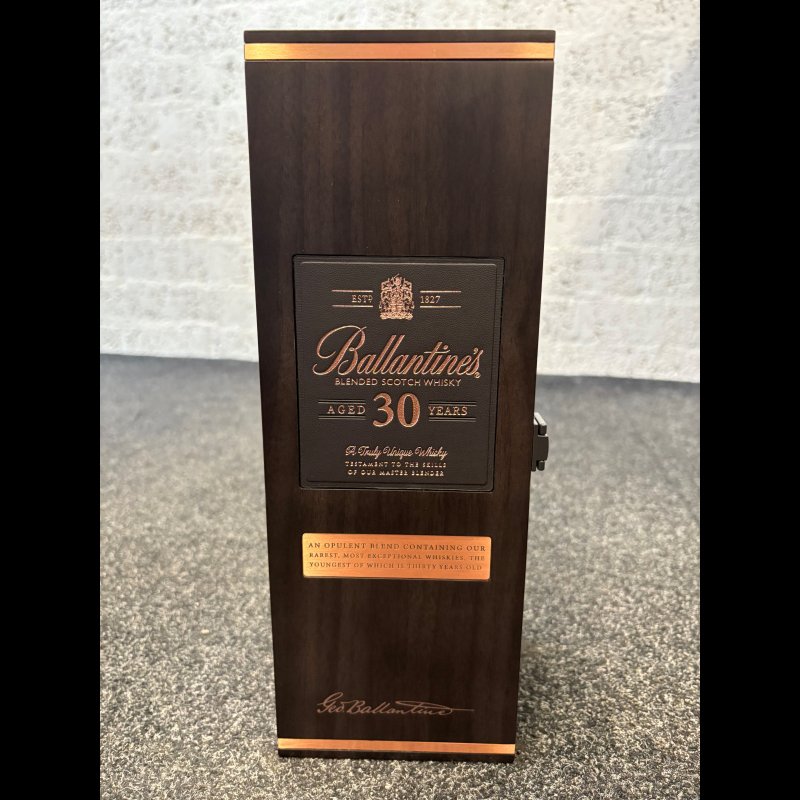 ESTD 1827
Ballantine's
BLENDED SCOTCH WHISKY
AGED 30 YEARS
A Truly Unique Whisky
TESTAMENT TO THE SKILLS
OF OUR MASTER BLENDER
AN OPULENT BLEND CONTAINING OUR
RAREST, MOST EXCEPTIONAL WHISKIES, THE
YOUNGEST OF WHICH IS THIRTY YEARS OLD
Geo Ballantine